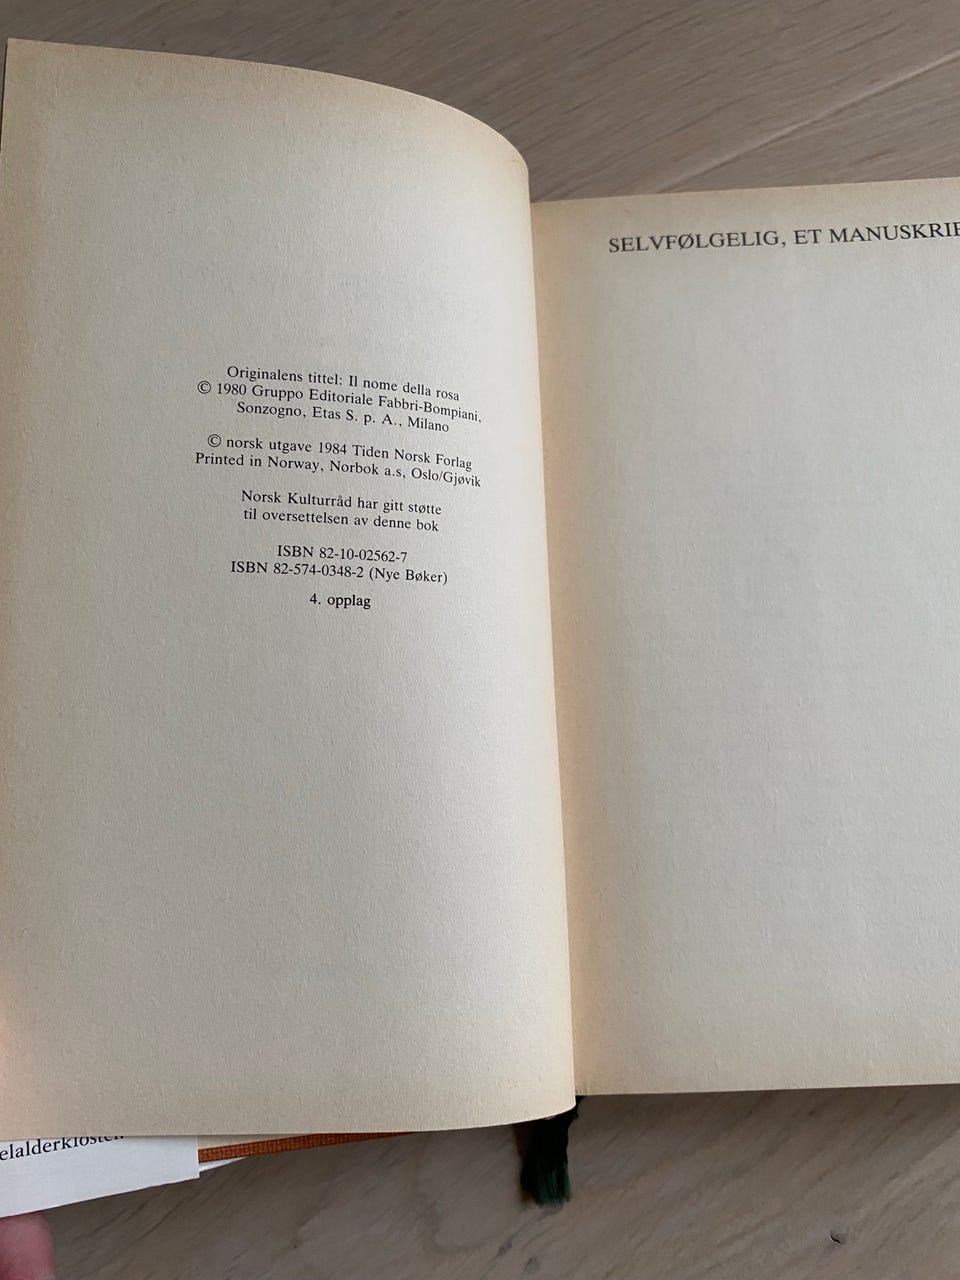 Originalens tittel: Il nome della rosa
© 1980 Gruppo Editoriale Fabbri-Bompiani,
Sonzogno, Etas S. p. A., Milano
© norsk utgave 1984 Tiden Norsk Forlag
Printed in Norway, Norbok a.s, Oslo/Gjøvik
Norsk Kulturråd har gitt støtte
til oversettelsen av denne bok
ISBN 82-10-02562-7
ISBN 82-574-0348-2 (Nye Bøker)
4. opplag
SELVFØLGELIG, ET